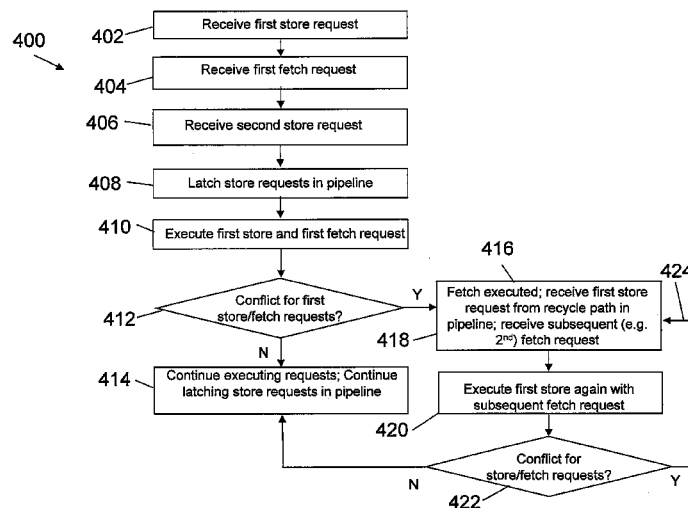 400
402
Receive first store request
404
Receive first fetch request
406
Receive second store request
408
Latch store requests in pipeline
410
Execute first store and first fetch request
412
Conflict for first
store/fetch requests?
Y
N
414
Continue executing requests; Continue
latching store requests in pipeline
416
424
Fetch executed; receive first store
request from recycle path in
pipeline; receive subsequent (e.g.
2nd) fetch request
418
Execute first store again with
subsequent fetch request
420
Conflict for
store/fetch requests?
N
Y
422